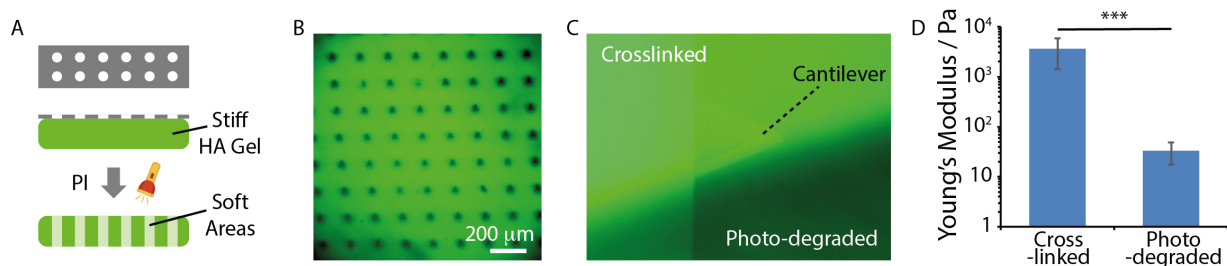 A
Stiff
HA Gel
PI
Soft
Areas
B
200 μm
C
Crosslinked
Cantilever
Photo-degraded
D
Young's Modulus / Pa
10⁴
10³
10²
10
1
***
Cross
-linked
Photo
-degraded